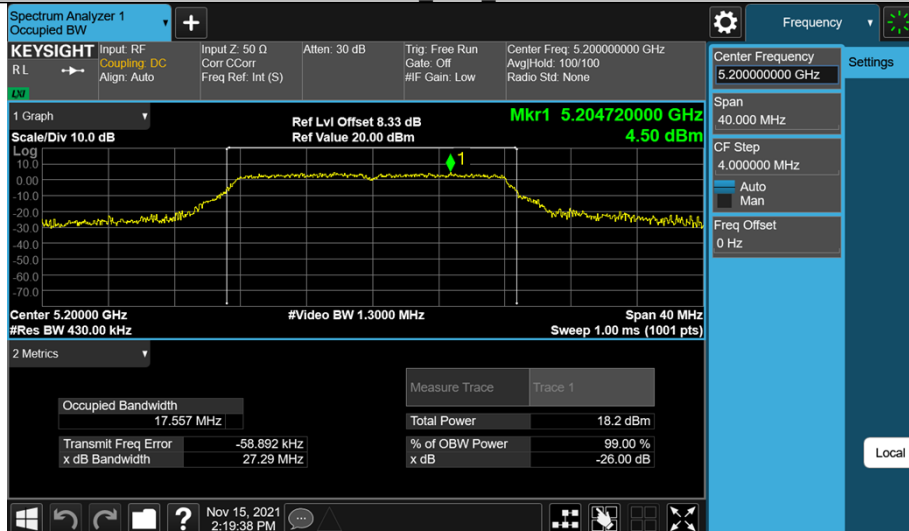 Spectrum Analyzer 1
Occupied BW
+
Frequency
KEYSIGHT
R L
LXI
Input: RF
Coupling: DC
Align: Auto
Input Z: 50 Ω
Corr CCorr
Freq Ref: Int (S)
Atten: 30 dB
Trig: Free Run
Gate: Off
#IF Gain: Low
Center Freq: 5.200000000 GHz
Avg|Hold: 100/100
Radio Std: None
Center Frequency
5.200000000 GHz
Settings
Span
40.000 MHz
CF Step
4.000000 MHz
Auto
Man
Freq Offset
0 Hz
Local
1 Graph
Scale/Div 10.0 dB
Ref Lvl Offset 8.33 dB
Ref Value 20.00 dBm
Mkr1 5.204720000 GHz
4.50 dBm
Log
10.0
0.00
-10.0
-20.0
-30.0
-40.0
-50.0
-60.0
-70.0
1
Center 5.20000 GHz
#Video BW 1.3000 MHz
Span 40 MHz
#Res BW 430.00 kHz
Sweep 1.00 ms (1001 pts)
2 Metrics
Measure Trace
Trace 1
Occupied Bandwidth
17.557 MHz
Total Power
18.2 dBm
Transmit Freq Error
-58.892 kHz
% of OBW Power
99.00 %
x dB Bandwidth
27.29 MHz
x dB
-26.00 dB
?
Nov 15, 2021
2:19:38 PM